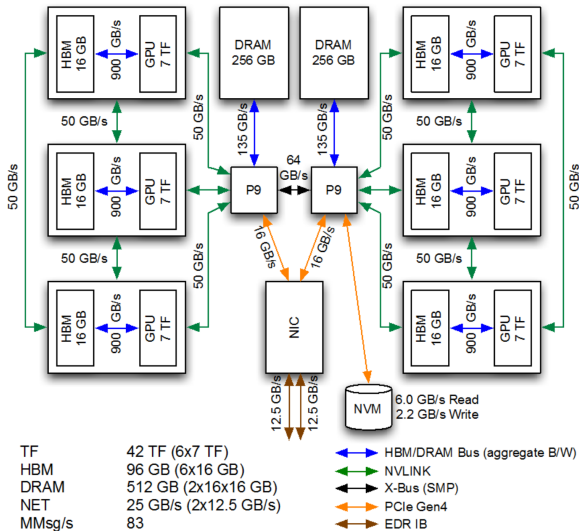 HBM
16 GB
900 GB/s
GPU
7 TF
DRAM
256 GB
DRAM
256 GB
HBM
16 GB
900 GB/s
GPU
7 TF
50 GB/s
50 GB/s
50 GB/s
135 GB/s
135 GB/s
50 GB/s
50 GB/s
50 GB/s
HBM
16 GB
900 GB/s
GPU
7 TF
P9
64
GB/s
P9
HBM
16 GB
900 GB/s
GPU
7 TF
50 GB/s
50 GB/s
16 GB/s
16 GB/s
50 GB/s
50 GB/s
HBM
16 GB
900 GB/s
GPU
7 TF
NIC
HBM
16 GB
900 GB/s
GPU
7 TF
12.5 GB/s
12.5 GB/s
NVM
6.0 GB/s Read
2.2 GB/s Write
TF 42 TF (6x7 TF)
HBM 96 GB (6x16 GB)
DRAM 512 GB (2x16x16 GB)
NET 25 GB/s (2x12.5 GB/s)
MMsg/s 83
HBM/DRAM Bus (aggregate B/W)
NVLINK
X-Bus (SMP)
PCIe Gen4
EDR IB